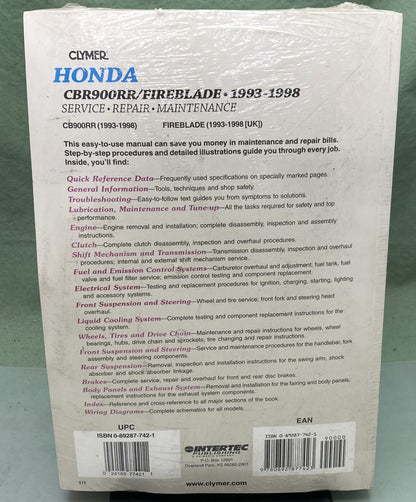 CLYMER
HONDA
CBR900RR/FIREBLADE • 1993-1998
SERVICE • REPAIR • MAINTENANCE
CB900RR (1993-1998) FIREBLADE (1993-1998 [UK])
This easy-to-use manual can save you money in maintenance and repair bills.
Step-by-step procedures and detailed illustrations guide you through every job.
Inside, you'll find:
Quick Reference Data—Frequently used specifications on specially marked pages.
General Information—Tools, techniques and shop safety.
Troubleshooting—Easy-to-follow text guides you from symptoms to solutions.
Lubrication, Maintenance and Tune-up—All the tasks required for safety and top
performance.
Engine—Engine removal and installation; complete disassembly, inspection and assembly
instructions.
Clutch—Complete clutch disassembly, inspection and overhaul procedures.
Shift Mechanism and Transmission—Transmission disassembly, inspection and overhaul
procedures; internal and external shift mechanism service.
Fuel and Emission Control Systems—Carburetor overhaul and adjustment; fuel tank, fuel
valve and fuel filter service; emission control testing and component replacement.
Electrical System—Testing and replacement procedures for ignition, charging, starting, lighting
and accessory systems.
Front Suspension and Steering—Wheel and tire service; front fork and steering head
overhaul.
Liquid Cooling System—Complete testing and component replacement instructions for the
cooling system.
Wheels, Tires and Drive Chain—Maintenance and repair instructions for wheels, wheel
bearings, hubs, drive chain and sprockets; tire changing and repair instructions.
Front Suspension and Steering—Service and maintenance procedures for the handlebar, fork
assembly and steering components.
Rear Suspension—Removal, inspection and installation instructions for the swing arm, shock
absorber and shock absorber linkage.
Brakes—Complete service, repair and overhaul for front and rear disc brakes.
Body Panels and Exhaust System—Removal and installation for the fairing and body panels;
replacement instructions for the exhaust system components.
Index—Reference and cross-reference to all major sections of the book.
Wiring Diagrams—Complete schematics for all models.
UPC
EAN
ISBN 0-89287-742-1
ISBN 0-89287-742-1
90000
INTERTEC
PUBLISHING
P.O. Box 12901
Overland Park, KS 66282-2901
0 24185 77421 1
9 780892 877423
1/1
www.clymer.com